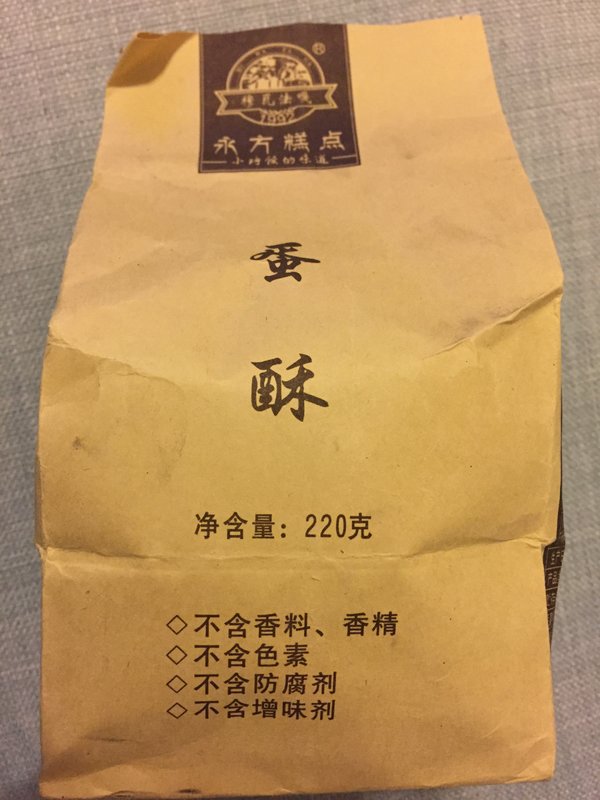 ®
1992
永方糕点
小时候的味道
蛋
酥
净含量：220克
◇不含香料、香精
◇不含色素
◇不含防腐剂
◇不含增味剂